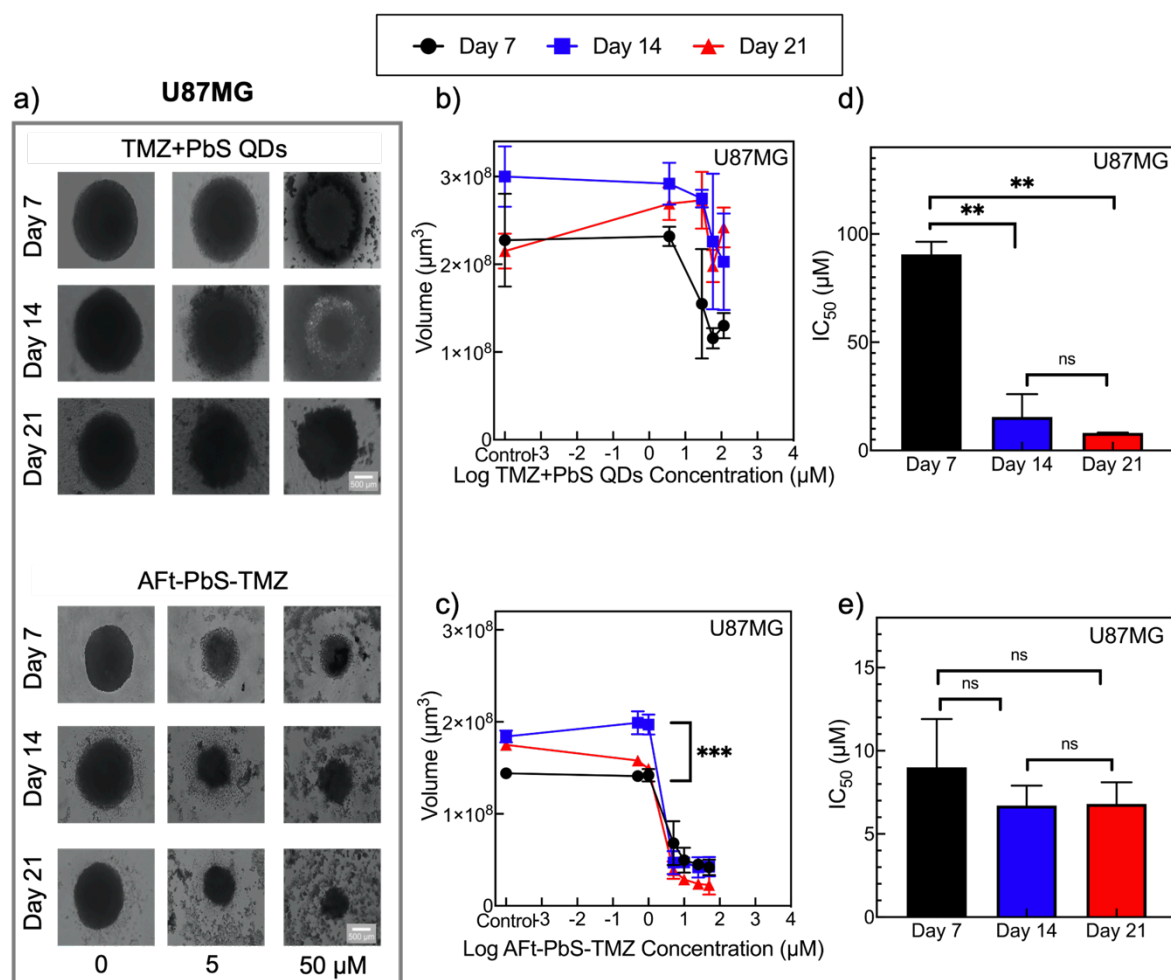 Day 7 Day 14 Day 21
a)
U87MG
TMZ+PbS QDs
Day 7
Day 14
Day 21
500 µm
AFt-PbS-TMZ
Day 7
Day 14
Day 21
500 µm
0 5 50 µM
b)
U87MG
Volume (µm³)
3×10⁸
2×10⁸
1×10⁸
0
Control -3 -2 -1 0 1 2 3 4
Log TMZ+PbS QDs Concentration (µM)
c)
U87MG
Volume (µm³)
3×10⁸
2×10⁸
1×10⁸
0
***
Control -3 -2 -1 0 1 2 3 4
Log AFt-PbS-TMZ Concentration (µM)
d)
U87MG
IC₅₀ (µM)
100
50
0
**
**
ns
Day 7 Day 14 Day 21
e)
U87MG
IC₅₀ (µM)
15
10
5
0
ns
ns
ns
Day 7 Day 14 Day 21